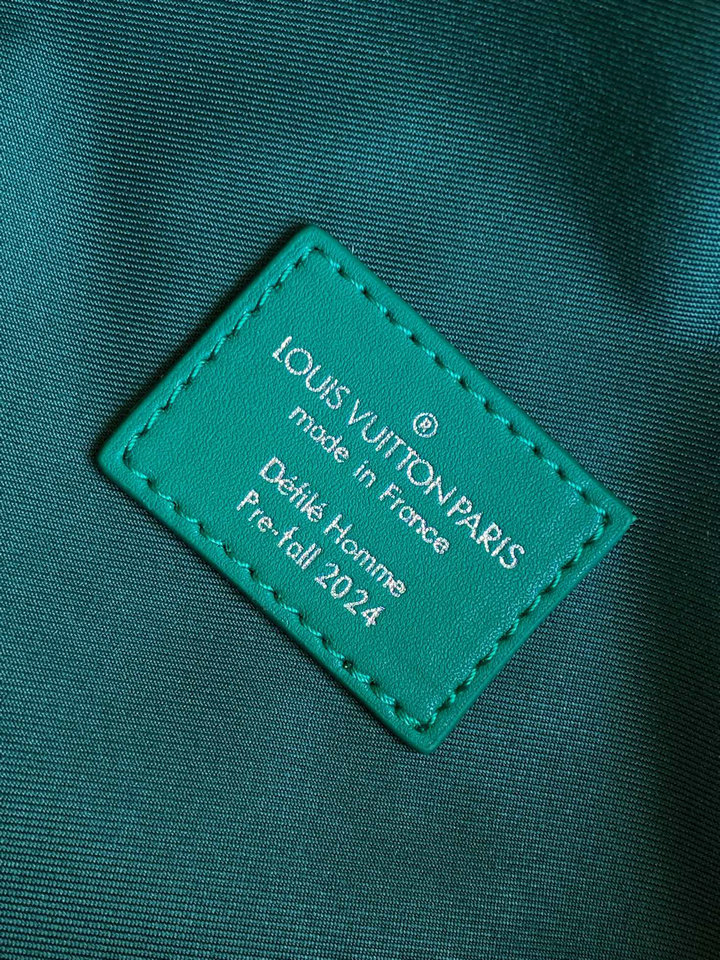 ®
LOUIS VUITTON PARIS
made in France
Défilé Homme
Pre-fall 2024